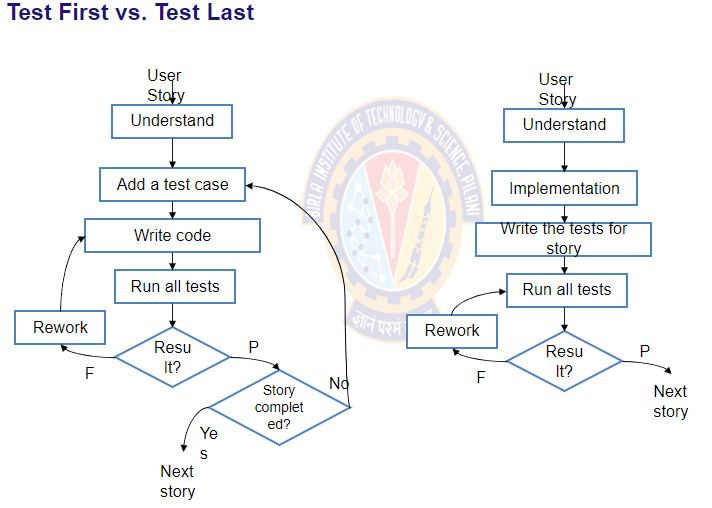 Test First vs. Test Last
User
Story
Understand
Add a test case
Write code
Run all tests
Rework
Resu
lt?
F
P
Story
complet
ed?
No
Ye
s
Next
story
User
Story
Understand
Implementation
Write the tests for
story
Run all tests
Rework
Resu
lt?
F
P
Next
story
BIRLA INSTITUTE OF TECHNOLOGY & SCIENCE, PILANI
ज्ञानं परमं